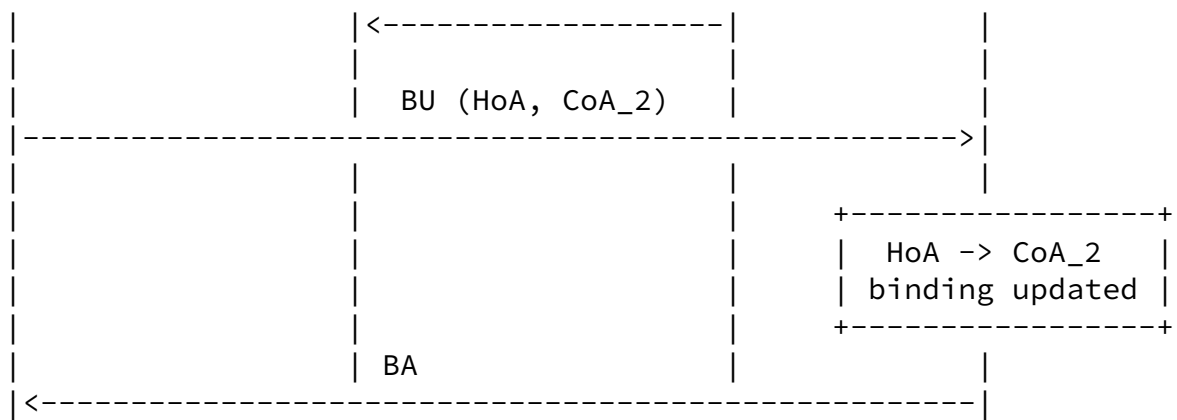 BU (HoA, CoA_2)
HoA -> CoA_2
binding updated
BA